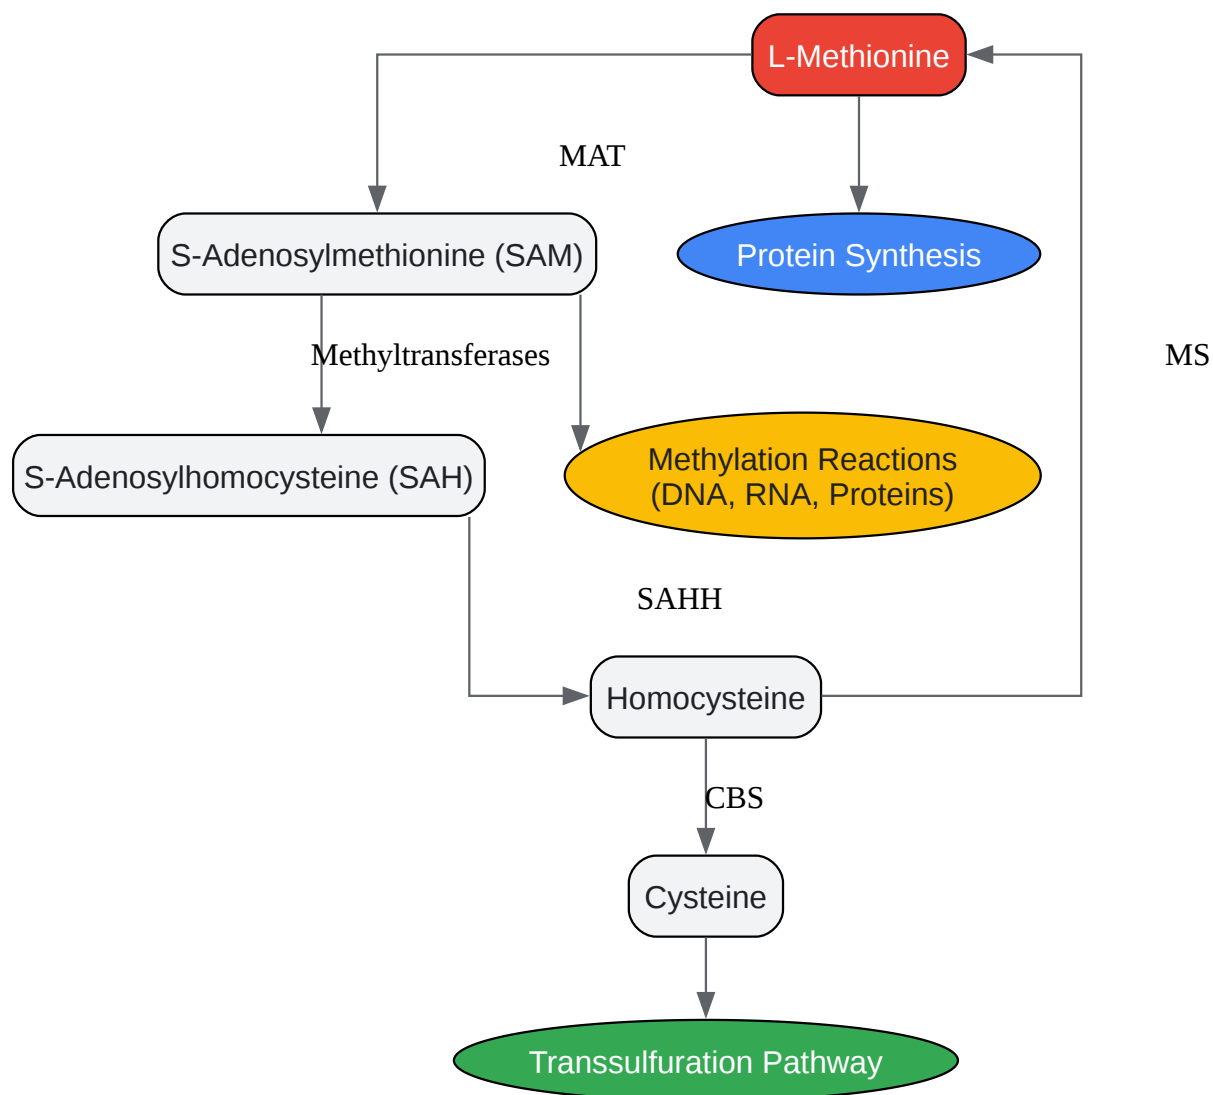 L-Methionine
MAT
S-Adenosylmethionine (SAM)
Protein Synthesis
Methyltransferases
MS
S-Adenosylhomocysteine (SAH)
Methylation Reactions
(DNA, RNA, Proteins)
SAHH
Homocysteine
CBS
Cysteine
Transsulfuration Pathway